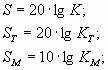 S = 20·lg K;
S_T = 20·lg K_T;
S_M = 10·lg K_M;